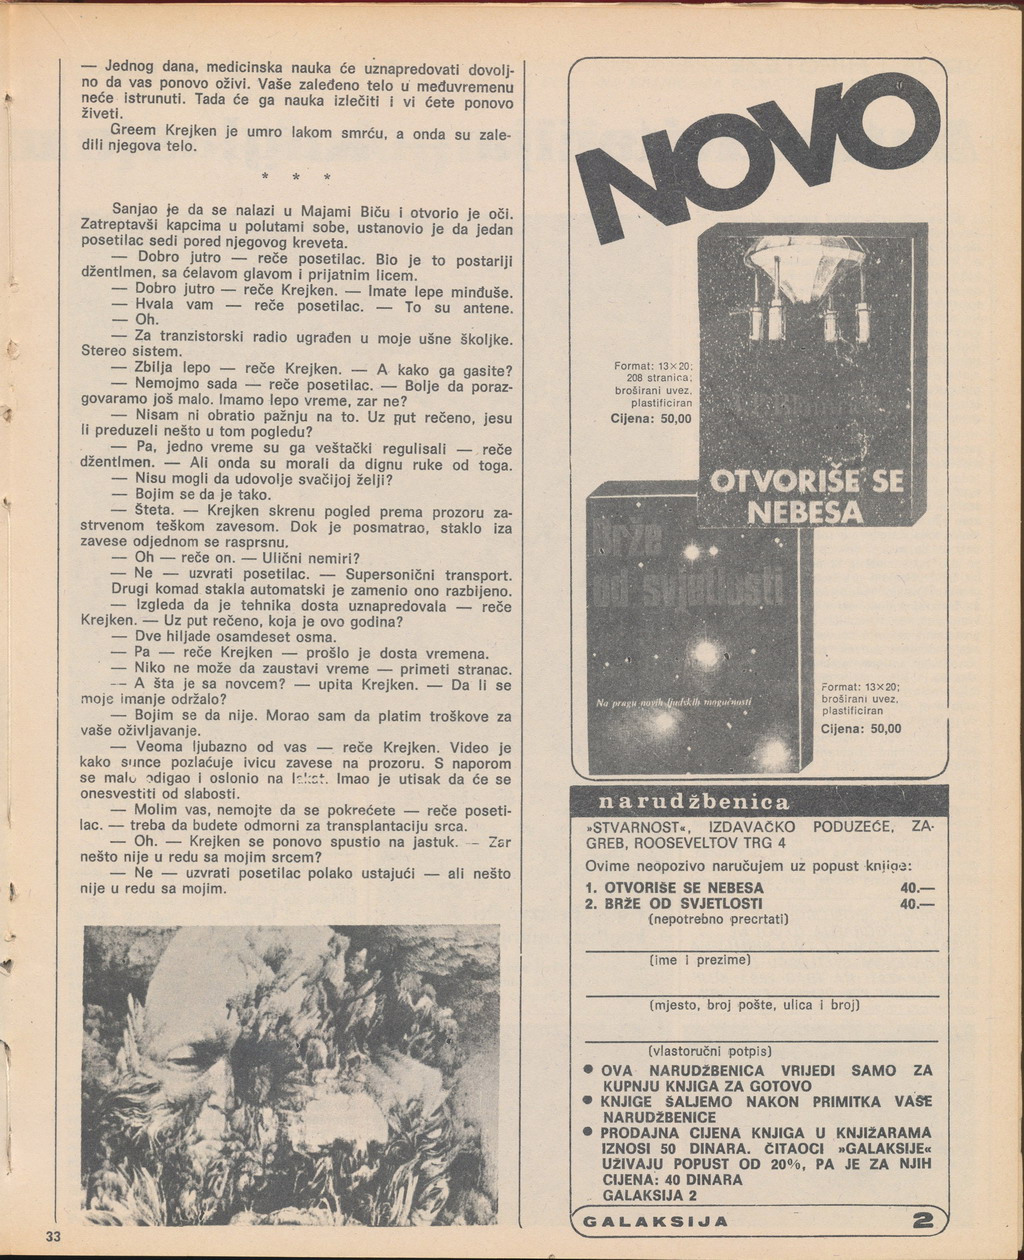 — Jednog dana, medicinska nauka će uznapredovati dovolj-
no da vas ponovo oživi. Vaše zaleđeno telo u međuvremenu
neće istrunuti. Tada će ga nauka izlečiti i vi ćete ponovo
živeti.
Greem Krejken je umro lakom smrću, a onda su zale-
dili njegova telo.
* * *
Sanjao je da se nalazi u Majami Biču i otvorio je oči.
Zatreptavši kapcima u polutami sobe, ustanovio je da jedan
posetilac sedi pored njegovog kreveta.
— Dobro jutro — reče posetilac. Bio je to postariji
džentlmen, sa ćelavom glavom i prijatnim licem.
— Dobro jutro — reče Krejken. — Imate lepe minđuše.
— Hvala vam — reče posetilac. — To su antene.
— Oh.
— Za tranzistorski radio ugrađen u moje ušne školjke.
Stereo sistem.
— Zbilja lepo — reče Krejken. — A kako ga gasite?
— Nemojmo sada — reče posetilac. — Bolje da poraz-
govaramo još malo. Imamo lepo vreme, zar ne?
— Nisam ni obratio pažnju na to. Uz put rečeno, jesu
li preduzeli nešto u tom pogledu?
— Pa, jedno vreme su ga veštački regulisali — reče
džentlmen. — Ali onda su morali da dignu ruke od toga.
— Nisu mogli da udovolje svačijoj želji?
— Bojim se da je tako.
— Šteta. — Krejken skrenu pogled prema prozoru za-
strvenom teškom zavesom. Dok je posmatrao, staklo iza
zavese odjednom se rasprsnu.
— Oh — reče on. — Ulični nemiri?
— Ne — uzvrati posetilac. — Supersonični transport.
Drugi komad stakla automatski je zamenio ono razbijeno.
— Izgleda da je tehnika dosta uznapredovala — reče
Krejken. — Uz put rečeno, koja je ovo godina?
— Dve hiljade osamdeset osma.
— Pa — reče Krejken — prošlo je dosta vremena.
— Niko ne može da zaustavi vreme — primeti stranac.
— A šta je sa novcem? — upita Krejken. — Da li se
moje imanje održalo?
— Bojim se da nije. Morao sam da platim troškove za
vaše oživljavanje.
— Veoma ljubazno od vas — reče Krejken. Video je
kako sunce pozlaćuje ivicu zavese na prozoru. S naporom
se malo odigao i oslonio na lakat. Imao je utisak da će se
onesvestiti od slabosti.
— Molim vas, nemojte da se pokrećete — reče poseti-
lac. — treba da budete odmorni za transplantaciju srca.
— Oh. — Krejken se ponovo spustio na jastuk. — Zar
nešto nije u redu sa mojim srcem?
— Ne — uzvrati posetilac polako ustajući — ali nešto
nije u redu sa mojim.
33
NOVO
Format: 13×20;
208 stranica;
broširani uvez,
plastificiran
Cijena: 50,00
OTVORIŠE SE
NEBESA
Brže
od svjetlosti
Na pragu novih ljudskih mogućnosti
Format: 13×20;
broširani uvez,
plastificiran
Cijena: 50,00
narudžbenica
»STVARNOST«, IZDAVAČKO PODUZEĆE, ZA-
GREB, ROOSEVELTOV TRG 4
Ovime neopozivo naručujem uz popust knjige:
1. OTVORIŠE SE NEBESA 40.—
2. BRŽE OD SVJETLOSTI 40.—
(nepotrebno precrtati)
(ime i prezime)
(mjesto, broj pošte, ulica i broj)
(vlastoručni potpis)
● OVA NARUDŽBENICA VRIJEDI SAMO ZA
KUPNJU KNJIGA ZA GOTOVO
● KNJIGE ŠALJEMO NAKON PRIMITKA VAŠE
NARUDŽBENICE
● PRODAJNA CIJENA KNJIGA U KNJIŽARAMA
IZNOSI 50 DINARA. ČITAOCI »GALAKSIJE«
UŽIVAJU POPUST OD 20%, PA JE ZA NJIH
CIJENA: 40 DINARA
GALAKSIJA 2
GALAKSIJA 2